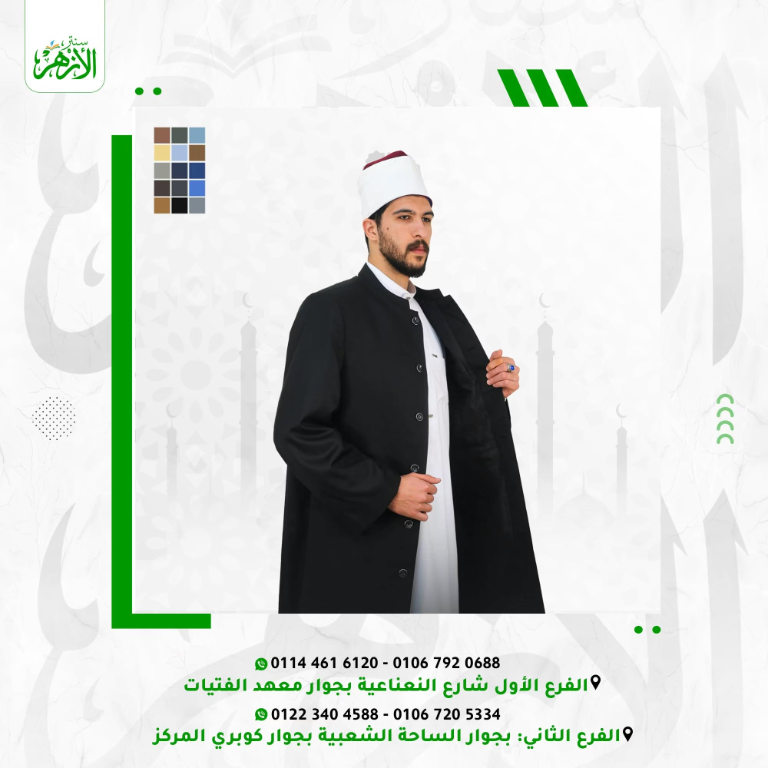 سنتر
الأزهر
0114 461 6120 - 0106 792 0688
الفرع الأول شارع النعناعية بجوار معهد الفتيات
0122 340 4588 - 0106 720 5334
الفرع الثاني: بجوار الساحة الشعبية بجوار كوبري المركز